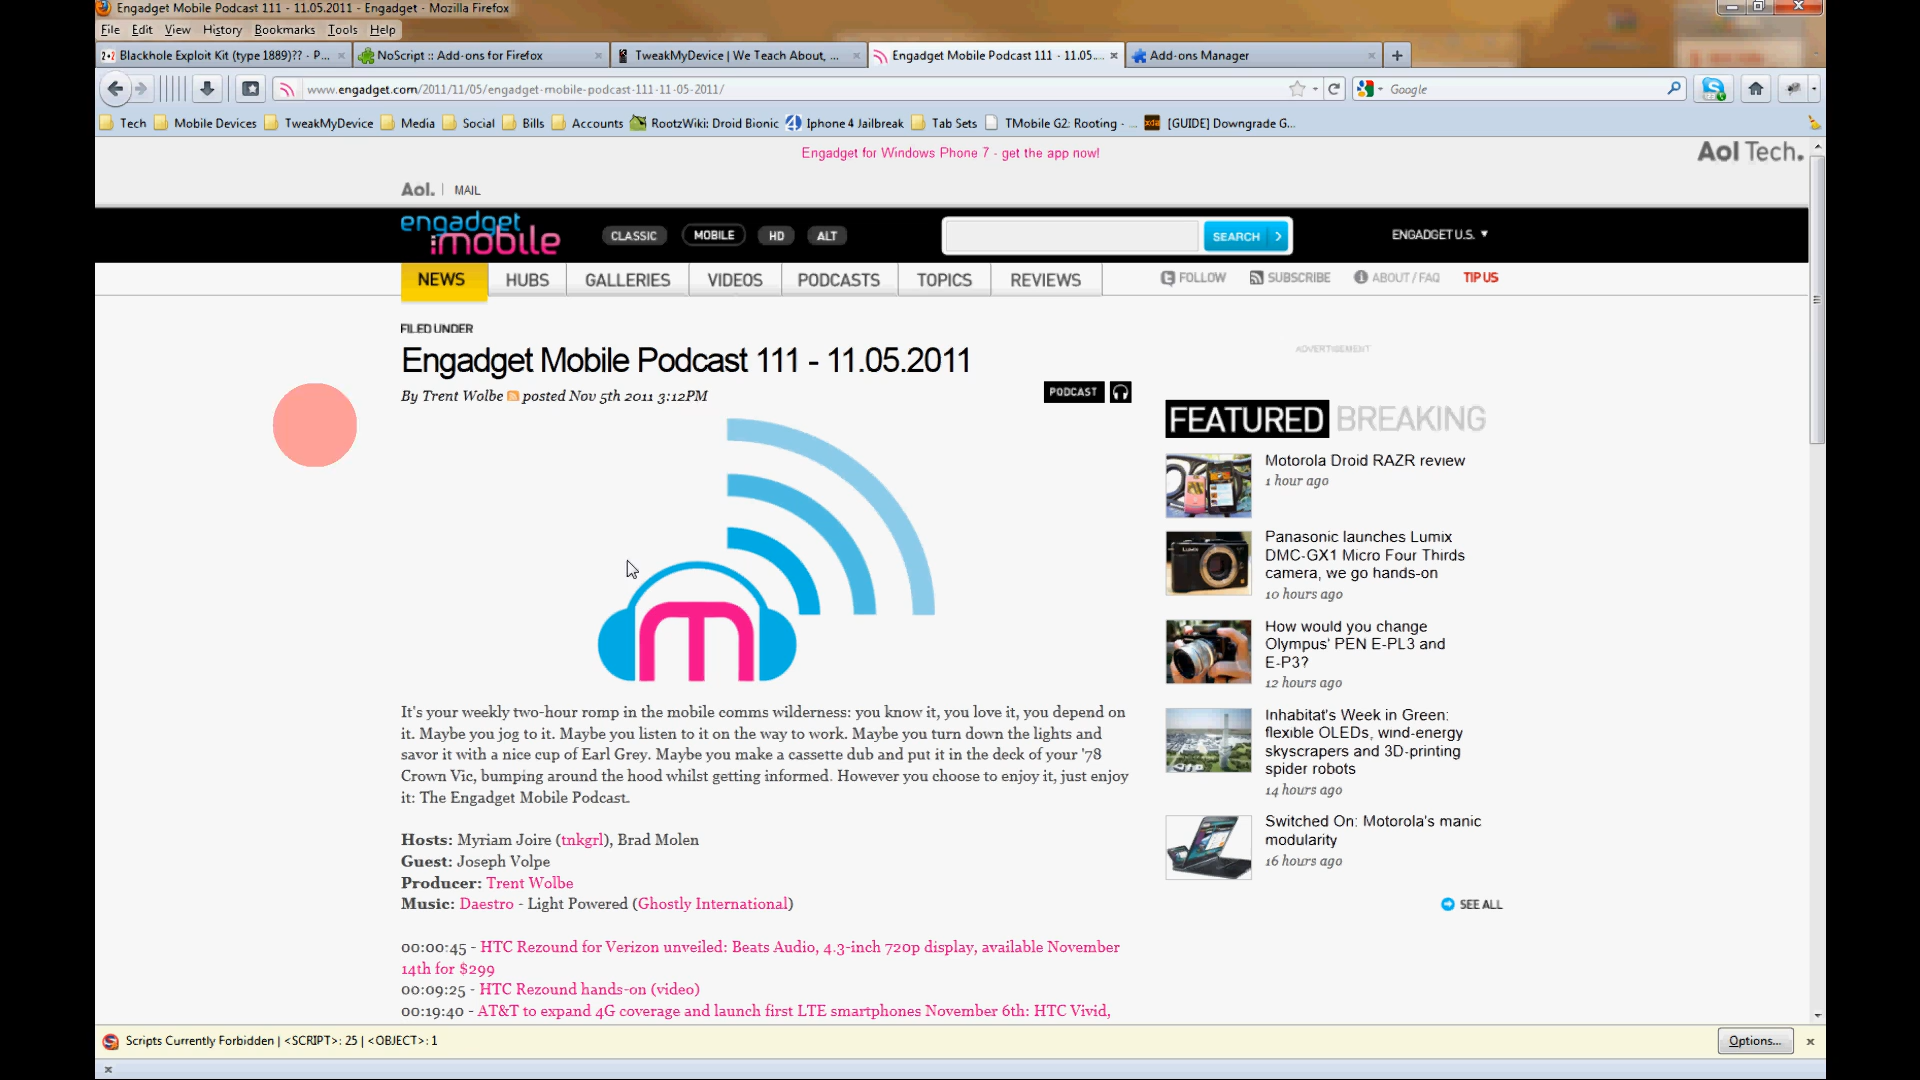 Engadget Mobile Podcast 111 - 11.05.2011 - Engadget - Mozilla Firefox
File Edit View History Bookmarks Tools Help
Blackhole Exploit Kit (type 1889)?? - P... NoScript :: Add-ons for Firefox TweakMyDevice | We Teach About, ... Engadget Mobile Podcast 111 - 11.05.... Add-ons Manager
www.engadget.com/2011/11/05/engadget-mobile-podcast-111-11-05-2011/ Google
Tech Mobile Devices TweakMyDevice Media Social Bills Accounts RootzWiki: Droid Bionic Iphone 4 Jailbreak Tab Sets TMobile G2: Rooting - ... [GUIDE] Downgrade G...
Engadget for Windows Phone 7 - get the app now!
Aol Tech.
Aol. | MAIL
engadget mobile
CLASSIC MOBILE HD ALT SEARCH ENGADGET U.S.
NEWS HUBS GALLERIES VIDEOS PODCASTS TOPICS REVIEWS FOLLOW SUBSCRIBE ABOUT / FAQ TIP US
FILED UNDER
Engadget Mobile Podcast 111 - 11.05.2011
By Trent Wolbe posted Nov 5th 2011 3:12PM
PODCAST
m
It's your weekly two-hour romp in the mobile comms wilderness: you know it, you love it, you depend on
it. Maybe you jog to it. Maybe you listen to it on the way to work. Maybe you turn down the lights and
savor it with a nice cup of Earl Grey. Maybe you make a cassette dub and put it in the deck of your '78
Crown Vic, bumping around the hood whilst getting informed. However you choose to enjoy it, just enjoy
it: The Engadget Mobile Podcast.
Hosts: Myriam Joire (tnkgrl), Brad Molen
Guest: Joseph Volpe
Producer: Trent Wolbe
Music: Daestro - Light Powered (Ghostly International)
00:00:45 - HTC Rezound for Verizon unveiled: Beats Audio, 4.3-inch 720p display, available November
14th for $299
00:09:25 - HTC Rezound hands-on (video)
00:19:40 - AT&T to expand 4G coverage and launch first LTE smartphones November 6th: HTC Vivid,
ADVERTISEMENT
FEATURED BREAKING
Motorola Droid RAZR review
1 hour ago
Panasonic launches Lumix
DMC-GX1 Micro Four Thirds
camera, we go hands-on
10 hours ago
How would you change
Olympus' PEN E-PL3 and
E-P3?
12 hours ago
Inhabitat's Week in Green:
flexible OLEDs, wind-energy
skyscrapers and 3D-printing
spider robots
14 hours ago
Switched On: Motorola's manic
modularity
16 hours ago
SEE ALL
Scripts Currently Forbidden | <SCRIPT>: 25 | <OBJECT>: 1
Options...